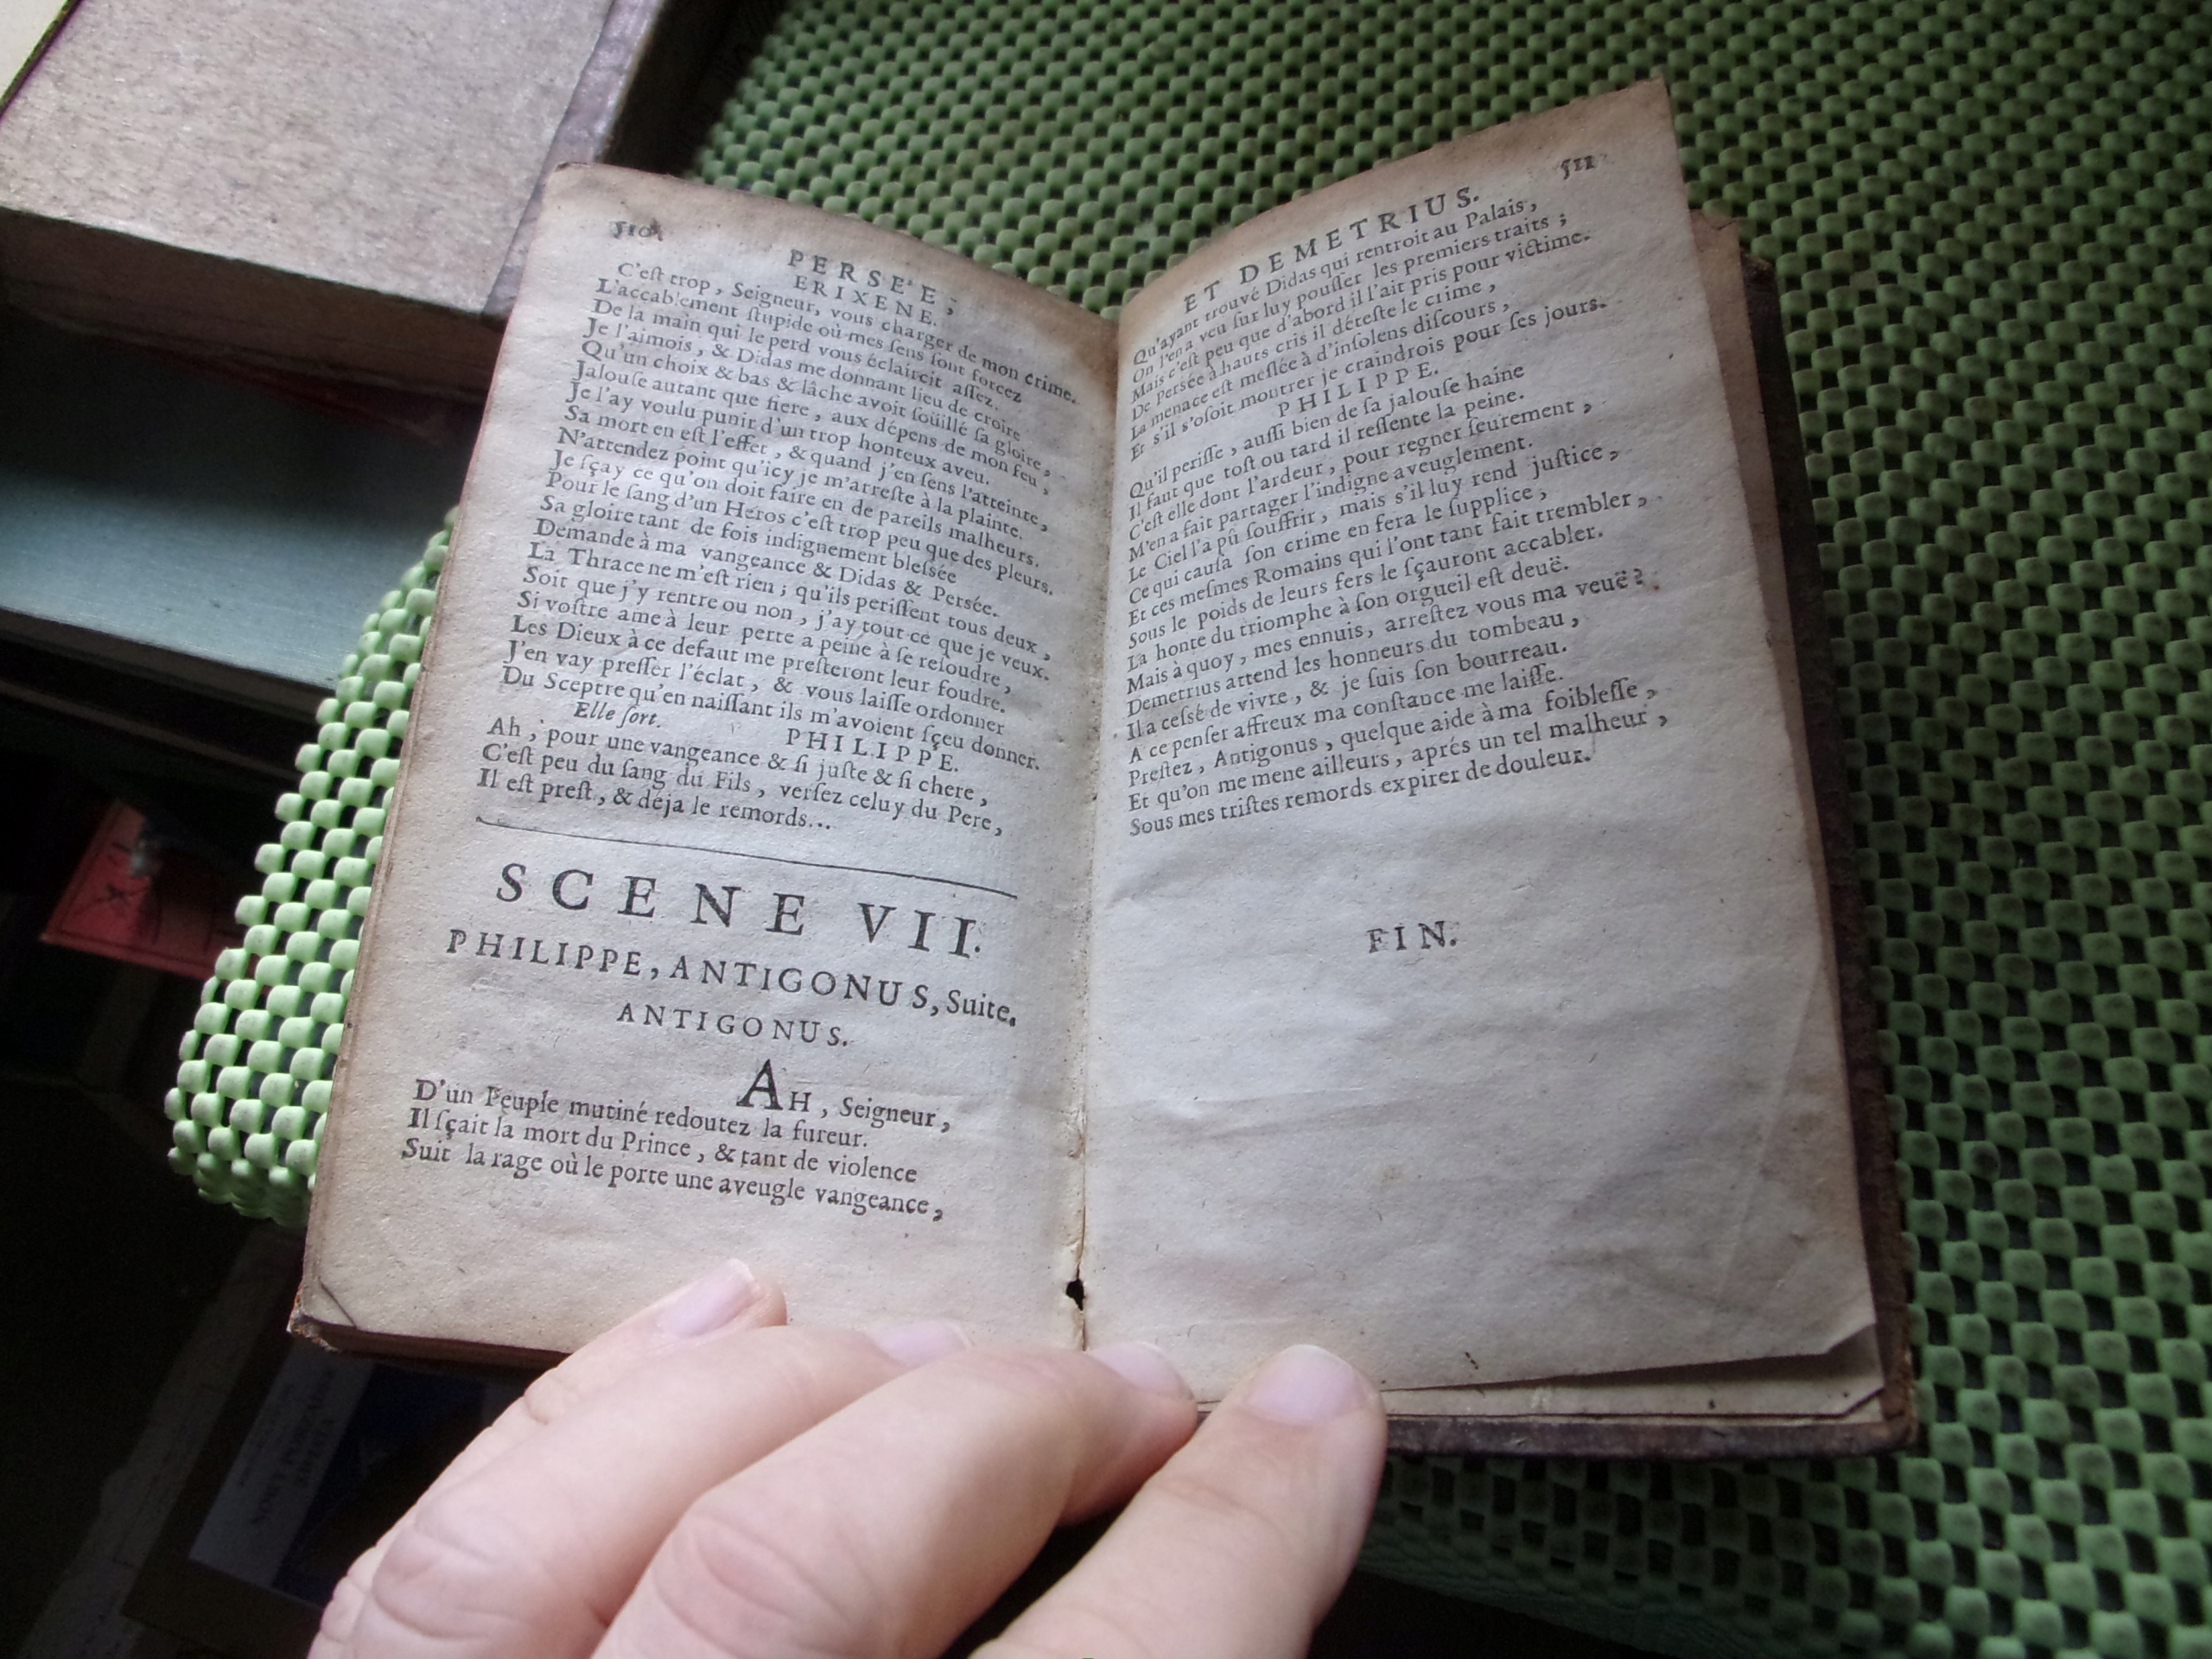 510
PERSE'E,
ERIXENE.
C'eſt trop, Seigneur, vous charger de mon crime.
L'accablement ſtupide où mes ſens ſont forcez
De la main qui le perd vous éclaircit aſſez.
Je l'aimois, & Didas me donnant lieu de croire
Qu'un choix & bas & lâche avoit ſoüillé ſa gloire,
Jalouſe autant que fiere, aux dépens de mon feu,
Je l'ay voulu punir d'un trop honteux aveu.
Sa mort en eſt l'effet, & quand j'en ſens l'atteinte,
N'attendez point qu'icy je m'arreſte à la plainte.
Je ſçay ce qu'on doit faire en de pareils malheurs.
Pour le ſang d'un Heros c'eſt trop peu que des pleurs.
Sa gloire tant de fois indignement bleſsée
Demande à ma vangeance & Didas & Persée.
La Thrace ne m'eſt rien; qu'ils periſſent tous deux,
Soit que j'y rentre ou non, j'ay tout ce que je veux.
Si voſtre ame à leur perte a peine à ſe reſoudre,
Les Dieux à ce defaut me preſteront leur foudre.
J'en vay preſſer l'éclat, & vous laiſſe ordonner
Du Sceptre qu'en naiſſant ils m'avoient ſçeu donner.
Elle ſort.
PHILIPPE.
Ah, pour une vangeance & ſi juſte & ſi chere,
C'eſt peu du ſang du Fils, verſez celuy du Pere,
Il eſt preſt, & déja le remords...
SCENE VII.
PHILIPPE, ANTIGONUS, Suite.
ANTIGONUS.
AH, Seigneur,
D'un Peuple mutiné redoutez la fureur.
Il ſçait la mort du Prince, & tant de violence
Suit la rage où le porte une aveugle vangeance,
511
ET DEMETRIUS.
Qu'ayant trouvé Didas qui rentroit au Palais,
On l'en a veu ſur luy pouſſer les premiers traits;
Mais c'eſt peu que d'abord il l'ait pris pour victime.
De Persée à hauts cris il déteſte le crime,
La menace eſt meſlée à d'inſolens diſcours,
Et s'il s'oſoit montrer je craindrois pour ſes jours.
PHILIPPE.
Qu'il periſſe, auſſi bien de ſa jalouſe haine
Il faut que toſt ou tard il reſſente la peine.
C'eſt elle dont l'ardeur, pour regner ſeurement,
M'en a fait partager l'indigne aveuglement.
Le Ciel l'a pû ſouffrir, mais s'il luy rend juſtice,
Ce qui cauſa ſon crime en fera le ſupplice,
Et ces meſmes Romains qui l'ont tant fait trembler,
Sous le poids de leurs fers le ſçauront accabler.
La honte du triomphe à ſon orgueil eſt deuë.
Mais à quoy, mes ennuis, arreſtez vous ma veuë?
Demetrius attend les honneurs du tombeau,
Il a ceſsé de vivre, & je ſuis ſon bourreau.
A ce penſer affreux ma conſtance me laiſſe.
Preſtez, Antigonus, quelque aide à ma foibleſſe,
Et qu'on me mene ailleurs, aprés un tel malheur,
Sous mes triſtes remords expirer de douleur.
FIN.